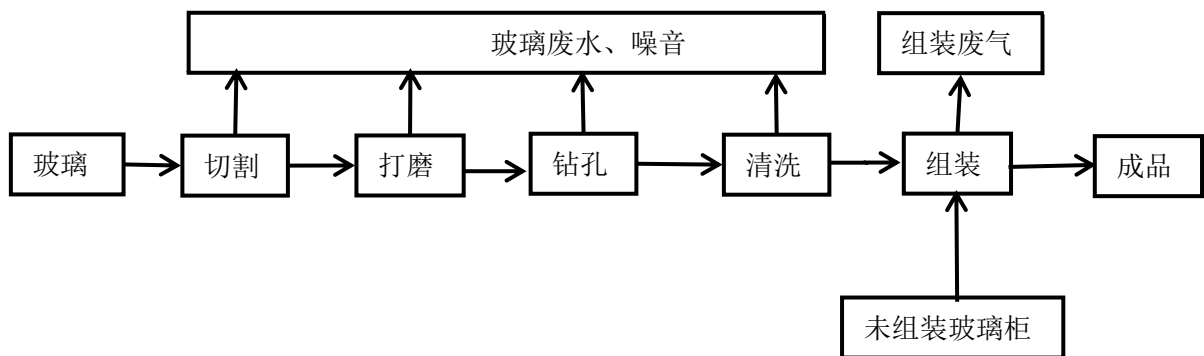 玻璃废水、噪音
组装废气
玻璃
切割
打磨
钻孔
清洗
组装
成品
未组装玻璃柜